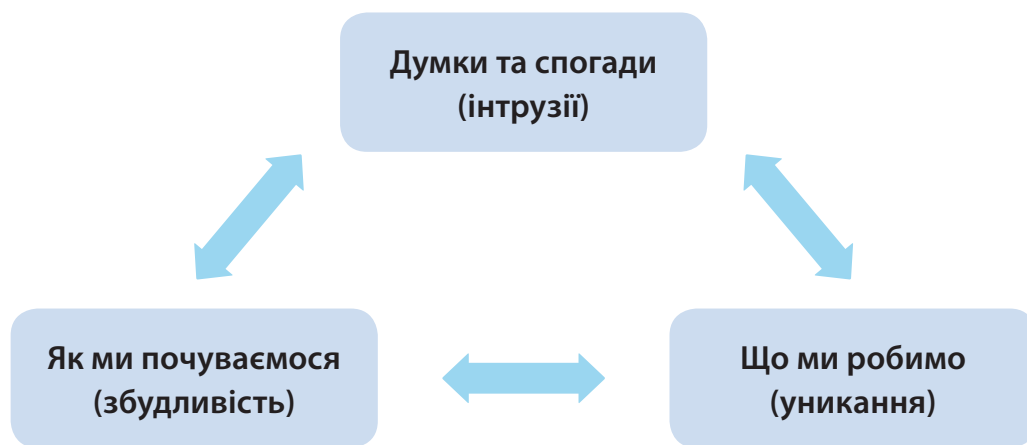 Думки та спогади
(інтрузії)
Як ми почуваємося
(збудливість)
Що ми робимо
(уникання)